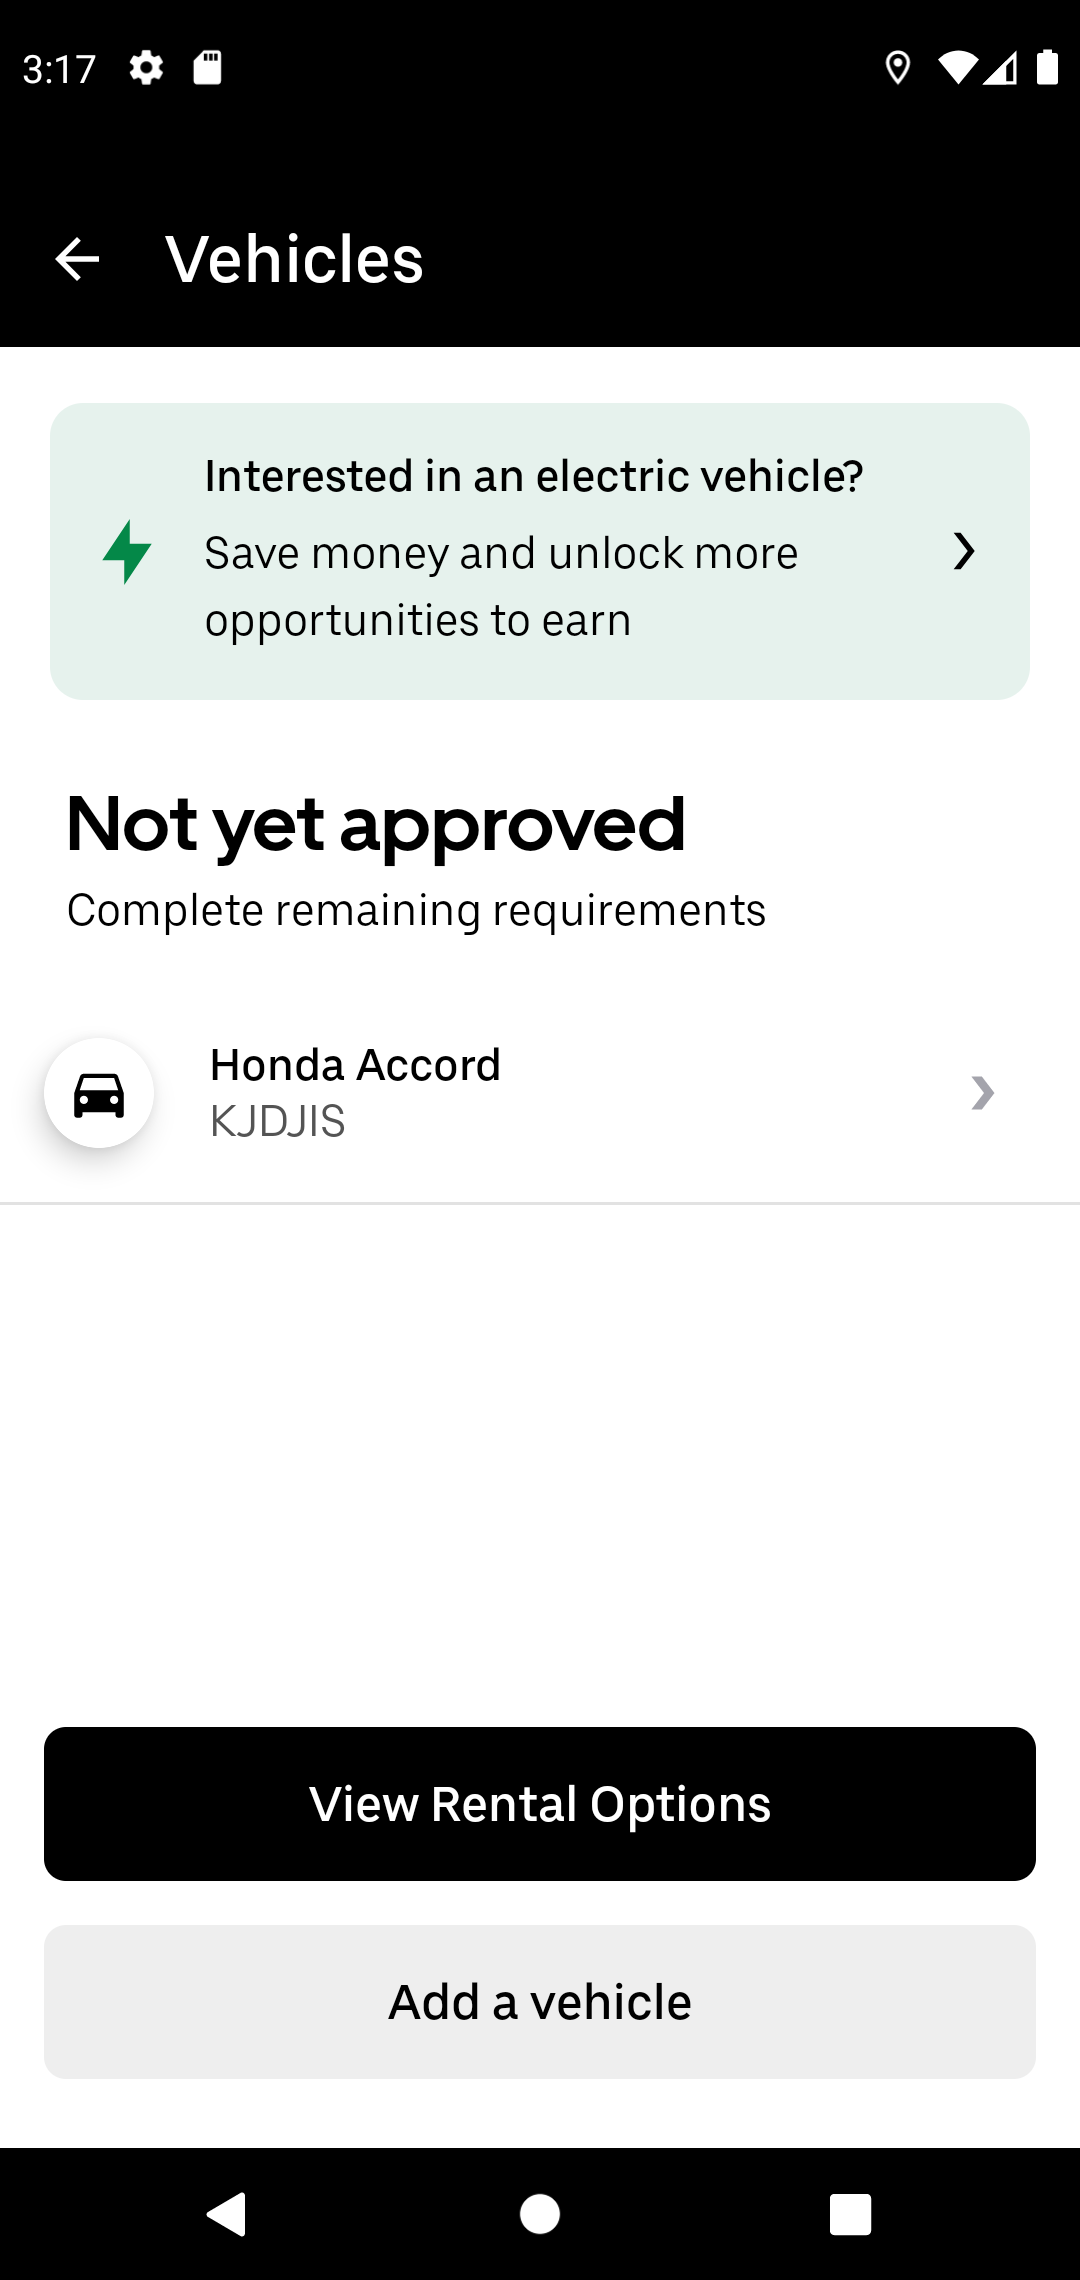 3:17
Vehicles
Interested in an electric vehicle?
Save money and unlock more
opportunities to earn
Not yet approved
Complete remaining requirements
Honda Accord
KJDJIS
View Rental Options
Add a vehicle